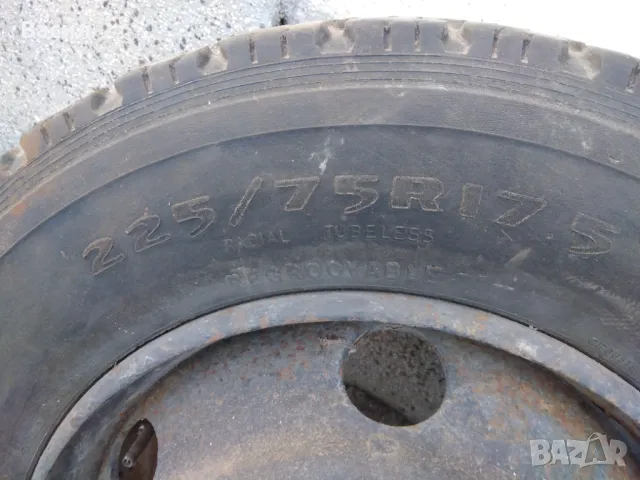 225/75R17.5
RADIAL TUBELESS
REGROOVABLE
BAZAR